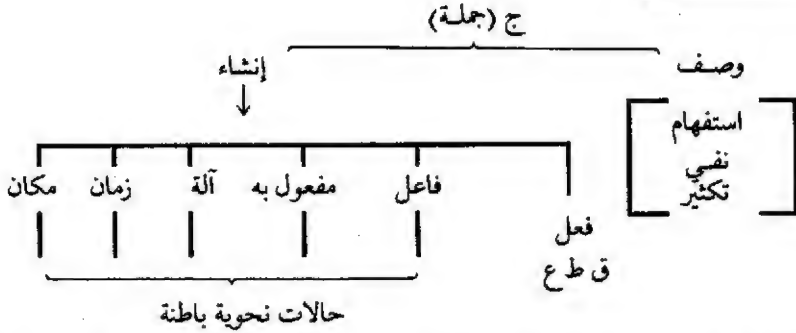 ج (جملة)
وصف
إنشاء
استفهام
نفي
تكثير
فاعل
مفعول به
آلة
زمان
مكان
فعل
ق ط ع
حالات نحوية باطنة